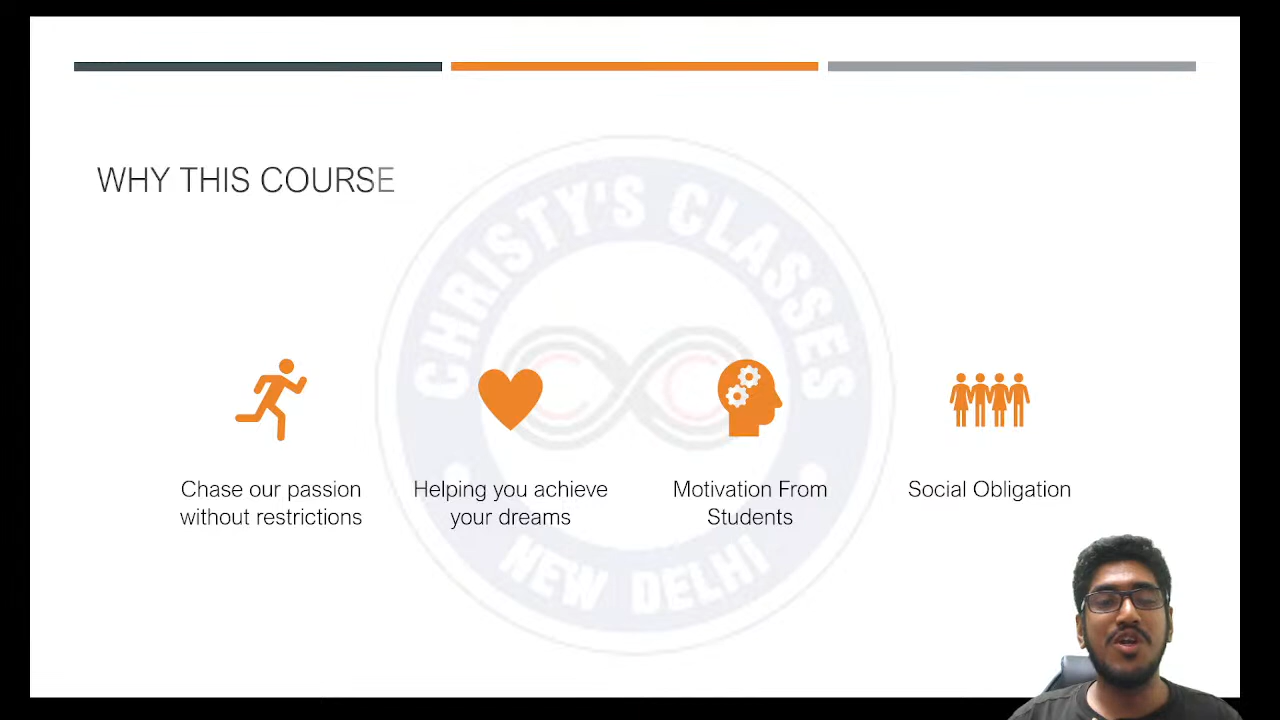 WHY THIS COURSE
CHRISTY'S CLASSES
Chase our passion
without restrictions
Helping you achieve
your dreams
Motivation From
Students
Social Obligation
NEW DELHI